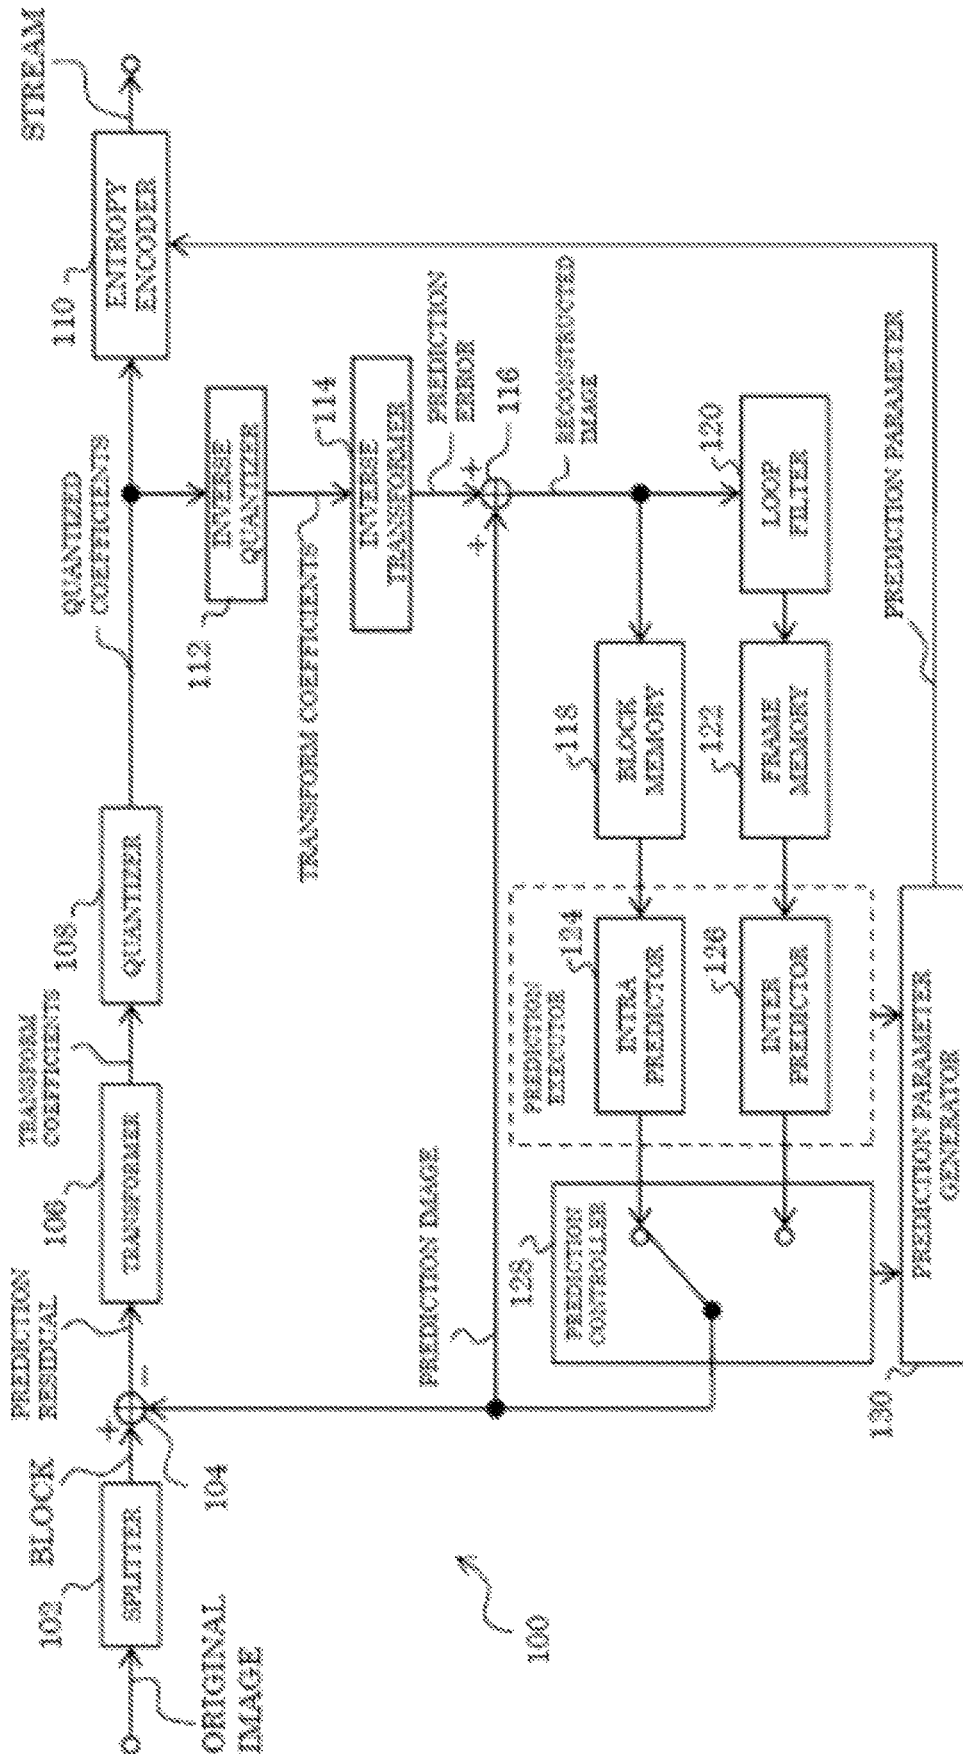 ORIGINAL
IMAGE
102
SPLITTER
BLOCK
104
+
-
PREDICTION
RESIDUAL
106
TRANSFORMER
TRANSFORM
COEFFICIENTS
108
QUANTIZER
QUANTIZED
COEFFICIENTS
110
ENTROPY
ENCODER
STREAM
112
INVERSE
QUANTIZER
TRANSFORM COEFFICIENTS
114
INVERSE
TRANSFORMER
PREDICTION
ERROR
+
+
116
RECONSTRUCTED
IMAGE
PREDICTION IMAGE
100
128
PREDICTION
CONTROLLER
PREDICTION
EXECUTOR
124
INTRA
PREDICTOR
118
BLOCK
MEMORY
126
INTER
PREDICTOR
122
FRAME
MEMORY
120
LOOP
FILTER
130
PREDICTION PARAMETER
GENERATOR
PREDICTION PARAMETER